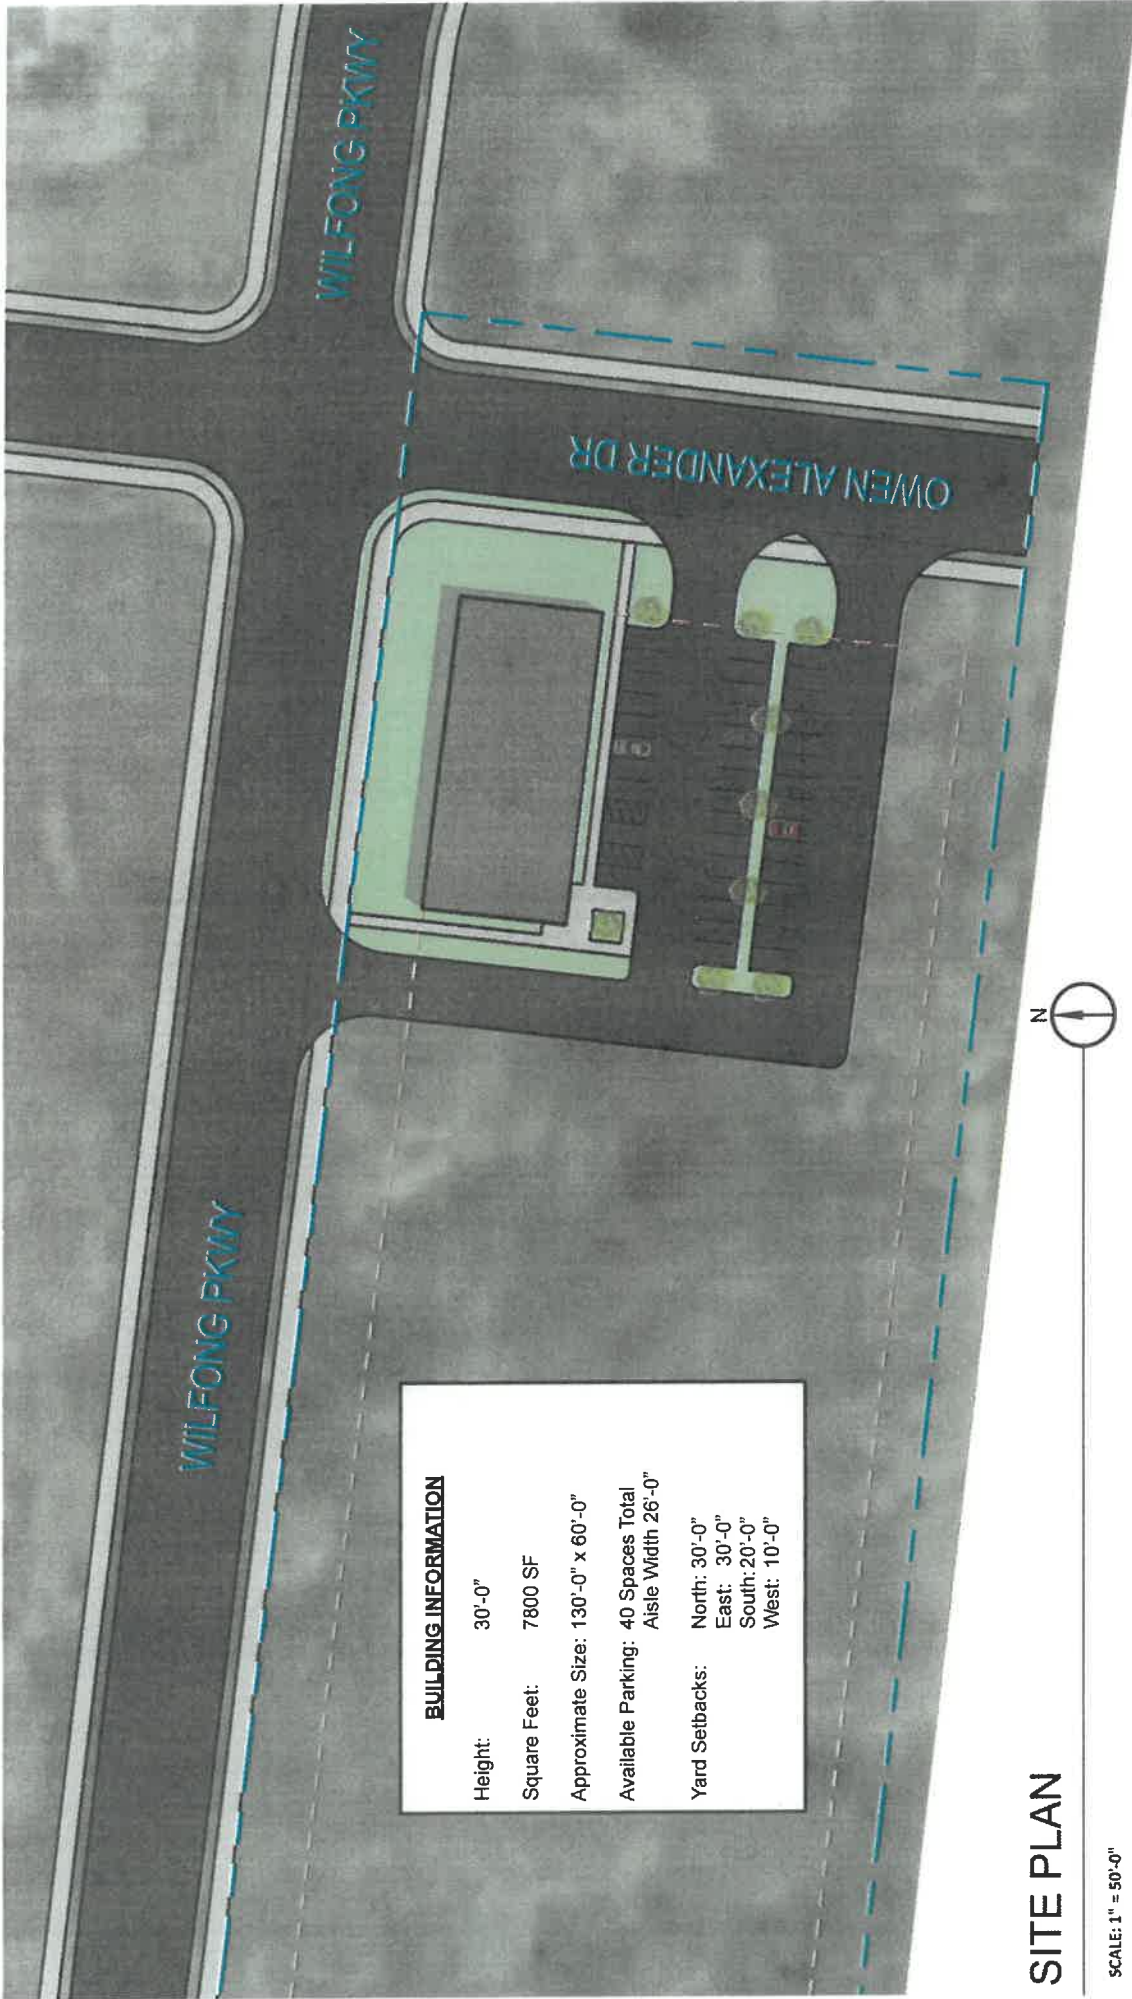 WILFONG PKWY
WILFONG PKWY
OWEN ALEXANDER DR
BUILDING INFORMATION
Height: 30'-0"
Square Feet: 7800 SF
Approximate Size: 130'-0" x 60'-0"
Available Parking: 40 Spaces Total
Aisle Width 26'-0"
Yard Setbacks: North: 30'-0"
East: 30'-0"
South: 20'-0"
West: 10'-0"
N
SITE PLAN
SCALE: 1" = 50'-0"